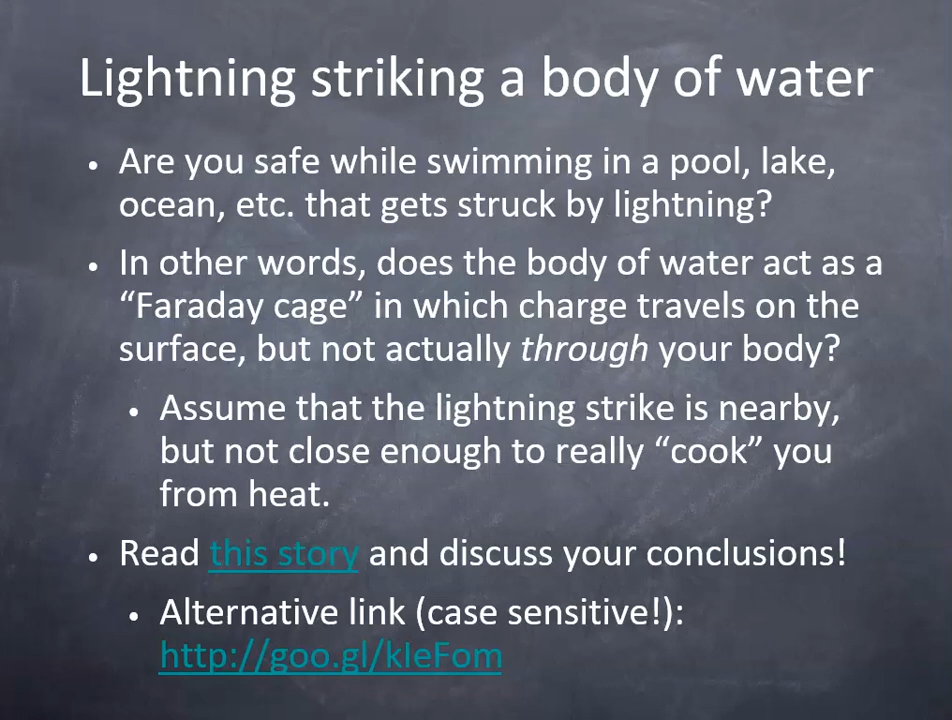 Lightning striking a body of water
• Are you safe while swimming in a pool, lake,
ocean, etc. that gets struck by lightning?
• In other words, does the body of water act as a
“Faraday cage” in which charge travels on the
surface, but not actually through your body?
• Assume that the lightning strike is nearby,
but not close enough to really “cook” you
from heat.
• Read this story and discuss your conclusions!
• Alternative link (case sensitive!):
http://goo.gl/kIeFom